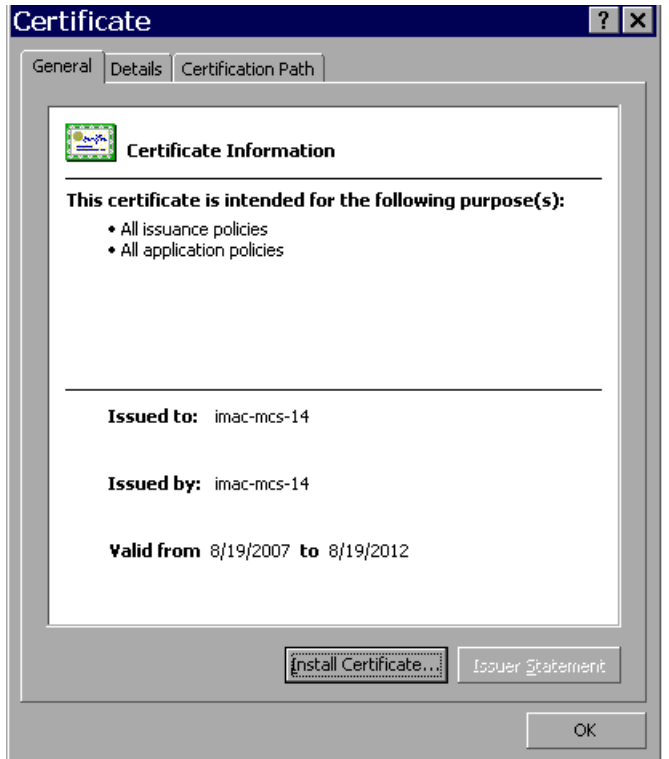 Certificate
General Details Certification Path
Certificate Information
This certificate is intended for the following purpose(s):
• All issuance policies
• All application policies
Issued to: imac-mcs-14
Issued by: imac-mcs-14
Valid from 8/19/2007 to 8/19/2012
Install Certificate... Issuer Statement
OK